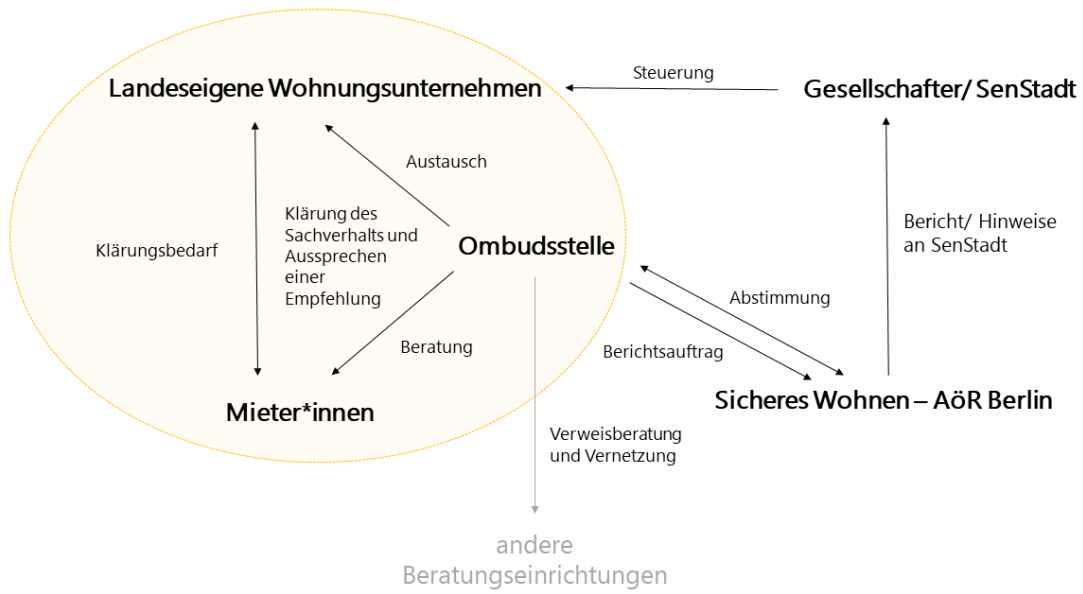 Landeseigene Wohnungsunternehmen
Steuerung
Gesellschafter/ SenStadt
Austausch
Klärungsbedarf
Klärung des
Sachverhalts und
Aussprechen
einer
Empfehlung
Ombudsstelle
Bericht/ Hinweise
an SenStadt
Abstimmung
Beratung
Berichtsauftrag
Mieter*innen
Sicheres Wohnen – AöR Berlin
Verweisberatung
und Vernetzung
andere
Beratungseinrichtungen